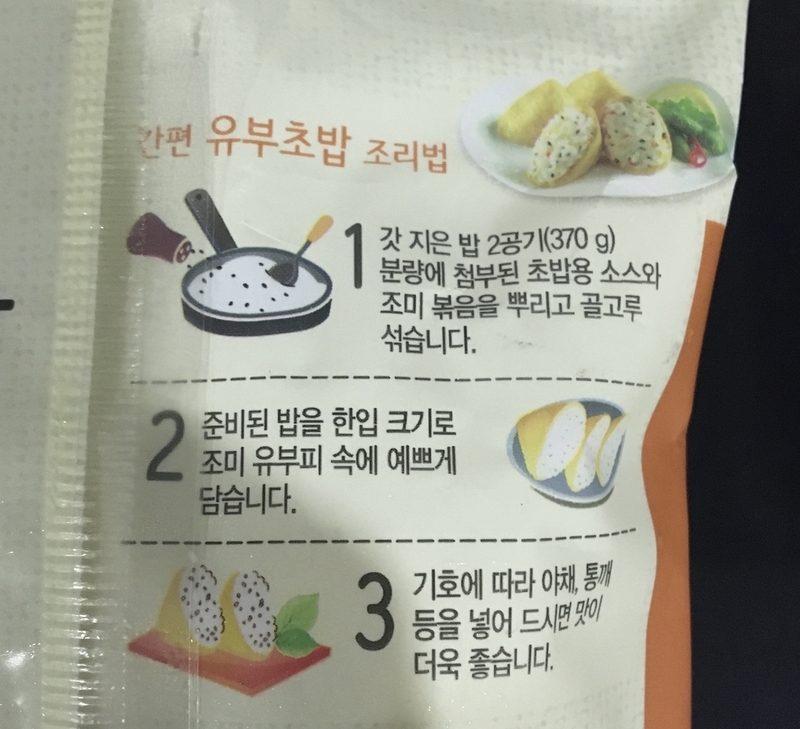 간편 유부초밥 조리법
1
갓 지은 밥 2공기(370 g)
분량에 첨부된 초밥용 소스와
조미 볶음을 뿌리고 골고루
섞습니다.
2
준비된 밥을 한입 크기로
조미 유부피 속에 예쁘게
담습니다.
3
기호에 따라 야채, 통깨
등을 넣어 드시면 맛이
더욱 좋습니다.